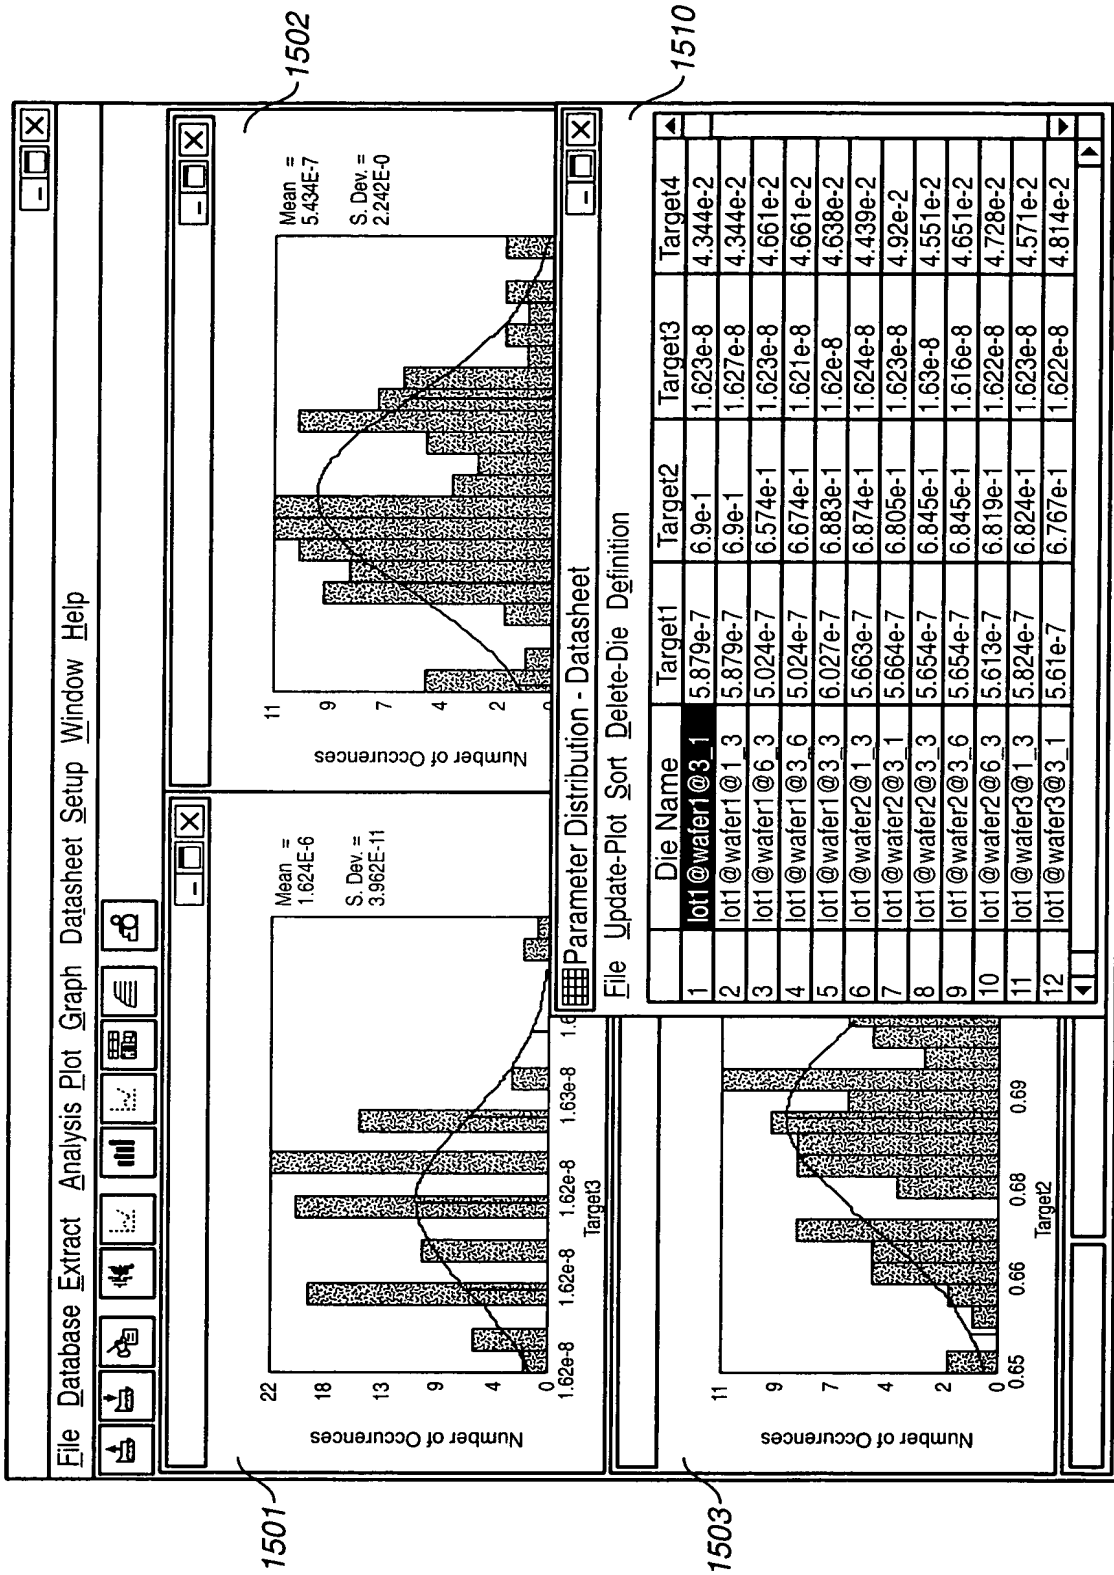 File Database Extract Analysis Plot Graph Datasheet Setup Window Help
1501
Number of Occurences
22
18
13
9
4
0
1.62e-8
1.62e-8
1.62e-8
1.63e-8
1.6
Target3
Mean =
1.624E-6
S. Dev. =
3.962E-11
1502
Number of Occurences
11
9
7
4
2
0
Mean =
5.434E-7
S. Dev. =
2.242E-0
1503
Number of Occurences
11
9
7
4
2
0
0.65
0.66
0.68
0.69
Target2
1510
Parameter Distribution - Datasheet
File Update-Plot Sort Delete-Die Definition
Die Name Target1 Target2 Target3 Target4
1 lot1@wafer1@3_1 5.879e-7 6.9e-1 1.623e-8 4.344e-2
2 lot1@wafer1@1_3 5.879e-7 6.9e-1 1.627e-8 4.344e-2
3 lot1@wafer1@6_3 5.024e-7 6.574e-1 1.623e-8 4.661e-2
4 lot1@wafer1@3_6 5.024e-7 6.674e-1 1.621e-8 4.661e-2
5 lot1@wafer1@3_3 6.027e-7 6.883e-1 1.62e-8 4.638e-2
6 lot1@wafer2@1_3 5.663e-7 6.874e-1 1.624e-8 4.439e-2
7 lot1@wafer2@3_1 5.664e-7 6.805e-1 1.623e-8 4.92e-2
8 lot1@wafer2@3_3 5.654e-7 6.845e-1 1.63e-8 4.551e-2
9 lot1@wafer2@3_6 5.654e-7 6.845e-1 1.616e-8 4.651e-2
10 lot1@wafer2@6_3 5.613e-7 6.819e-1 1.622e-8 4.728e-2
11 lot1@wafer3@1_3 5.824e-7 6.824e-1 1.623e-8 4.571e-2
12 lot1@wafer3@3_1 5.61e-7 6.767e-1 1.622e-8 4.814e-2